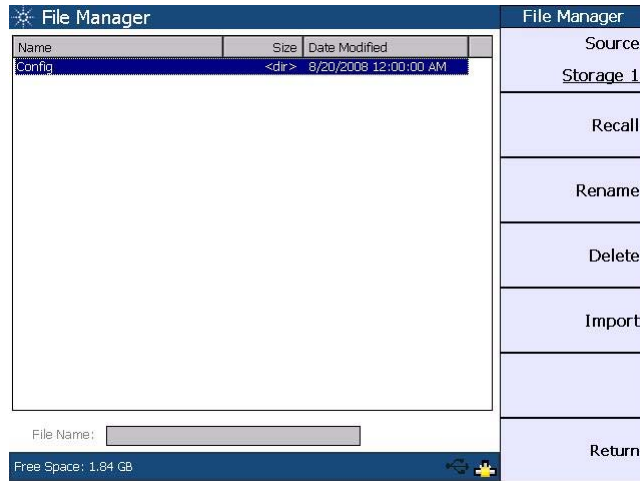 File Manager
Name Size Date Modified
Config <dir> 8/20/2008 12:00:00 AM
File Name:
Free Space: 1.84 GB
File Manager
Source
Storage 1
Recall
Rename
Delete
Import
Return